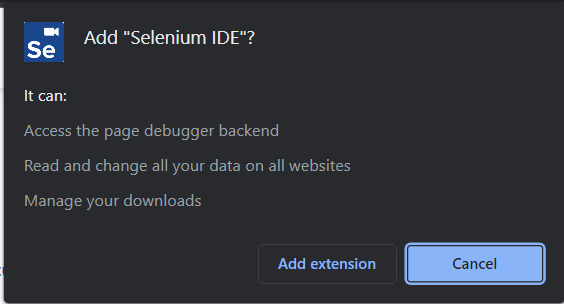 Se
Add "Selenium IDE"?
It can:
Access the page debugger backend
Read and change all your data on all websites
Manage your downloads
Add extension
Cancel